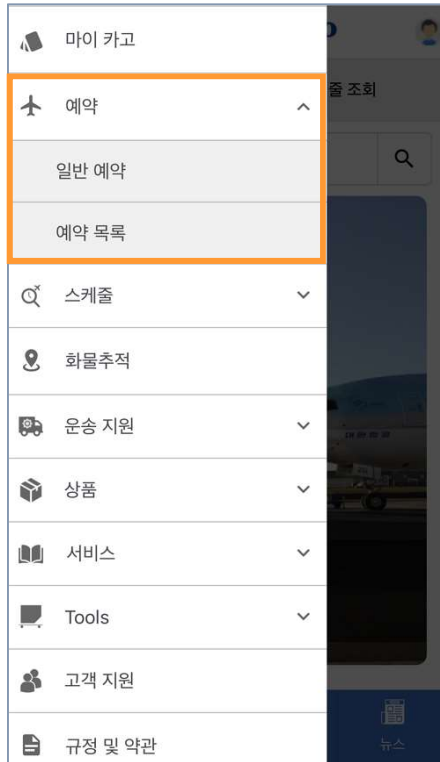 마이 카고
예약
줄 조회
일반 예약
예약 목록
스케줄
화물추적
운송 지원
상품
서비스
Tools
고객 지원
규정 및 약관
뉴스